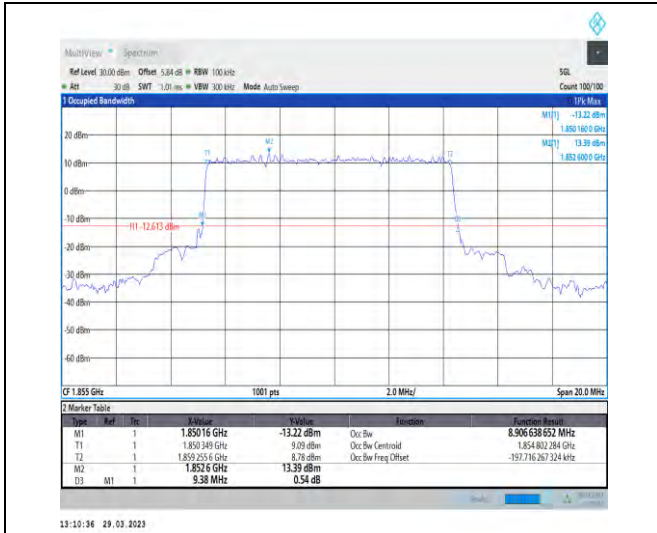 MultiView Spectrum
Ref Level 30.00 dBm Offset 5.84 dB RBW 100 kHz SGL
Att 30 dB SWT 1.01 ms VBW 300 kHz Mode Auto Sweep Count 100/100
1 Occupied Bandwidth 1Pk Max
M1[1] -13.22 dBm
1.850 160 0 GHz
M2[1] 13.39 dBm
1.852 600 0 GHz
20 dBm
M2
T1 T2
10 dBm
0 dBm
-10 dBm
H1 -12.613 dBm
-20 dBm
-30 dBm
-40 dBm
-50 dBm
-60 dBm
CF 1.855 GHz 1001 pts 2.0 MHz/ Span 20.0 MHz
2 Marker Table
Type Ref Trc X-Value Y-Value Function Function Result
M1 1 1.85016 GHz -13.22 dBm Occ Bw 8.906 638 652 MHz
T1 1 1.850 349 GHz 9.09 dBm Occ Bw Centroid 1.854 802 284 GHz
T2 1 1.859 255 6 GHz 8.78 dBm Occ Bw Freq Offset -197.716 267 324 kHz
M2 1 1.8526 GHz 13.39 dBm
D3 M1 1 9.38 MHz 0.54 dB
13:10:36 29.03.2023